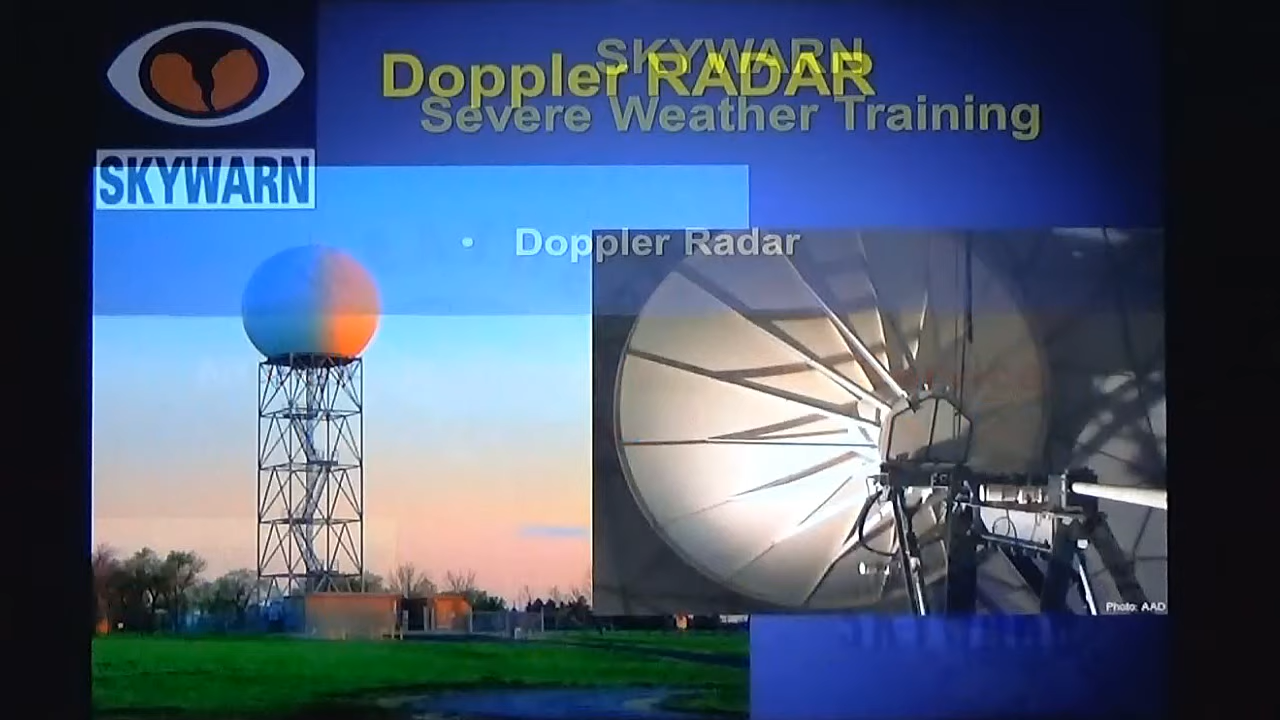 SKYWARN
Doppler RADAR
Severe Weather Training
SKYWARN
• Doppler Radar
Photo: AAD